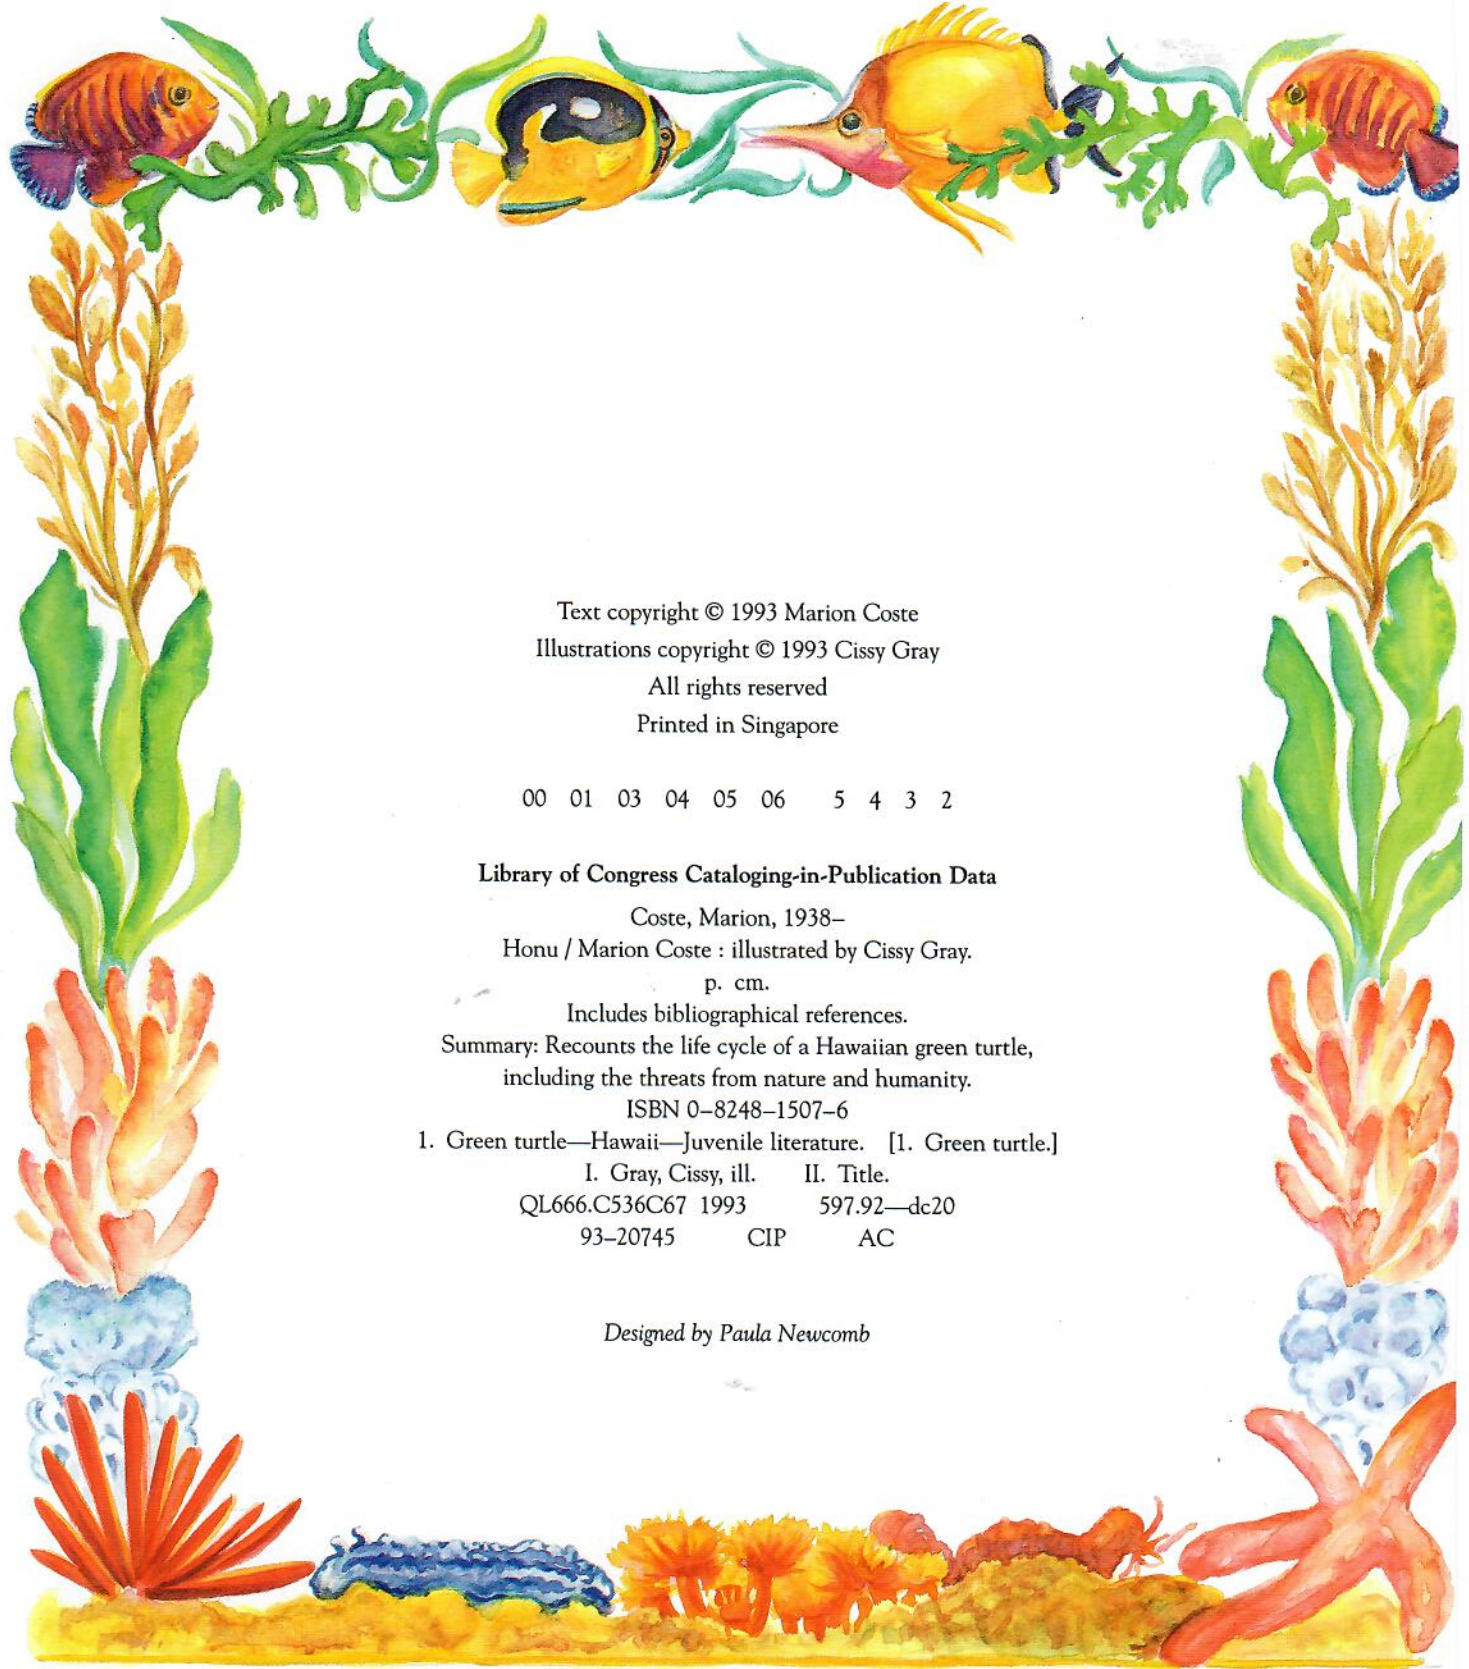 Text copyright © 1993 Marion Coste
Illustrations copyright © 1993 Cissy Gray
All rights reserved
Printed in Singapore
00 01 03 04 05 06 5 4 3 2
Library of Congress Cataloging-in-Publication Data
Coste, Marion, 1938–
Honu / Marion Coste : illustrated by Cissy Gray.
p. cm.
Includes bibliographical references.
Summary: Recounts the life cycle of a Hawaiian green turtle,
including the threats from nature and humanity.
ISBN 0–8248–1507–6
1. Green turtle—Hawaii—Juvenile literature. [1. Green turtle.]
I. Gray, Cissy, ill. II. Title.
QL666.C536C67 1993 597.92—dc20
93–20745 CIP AC
Designed by Paula Newcomb